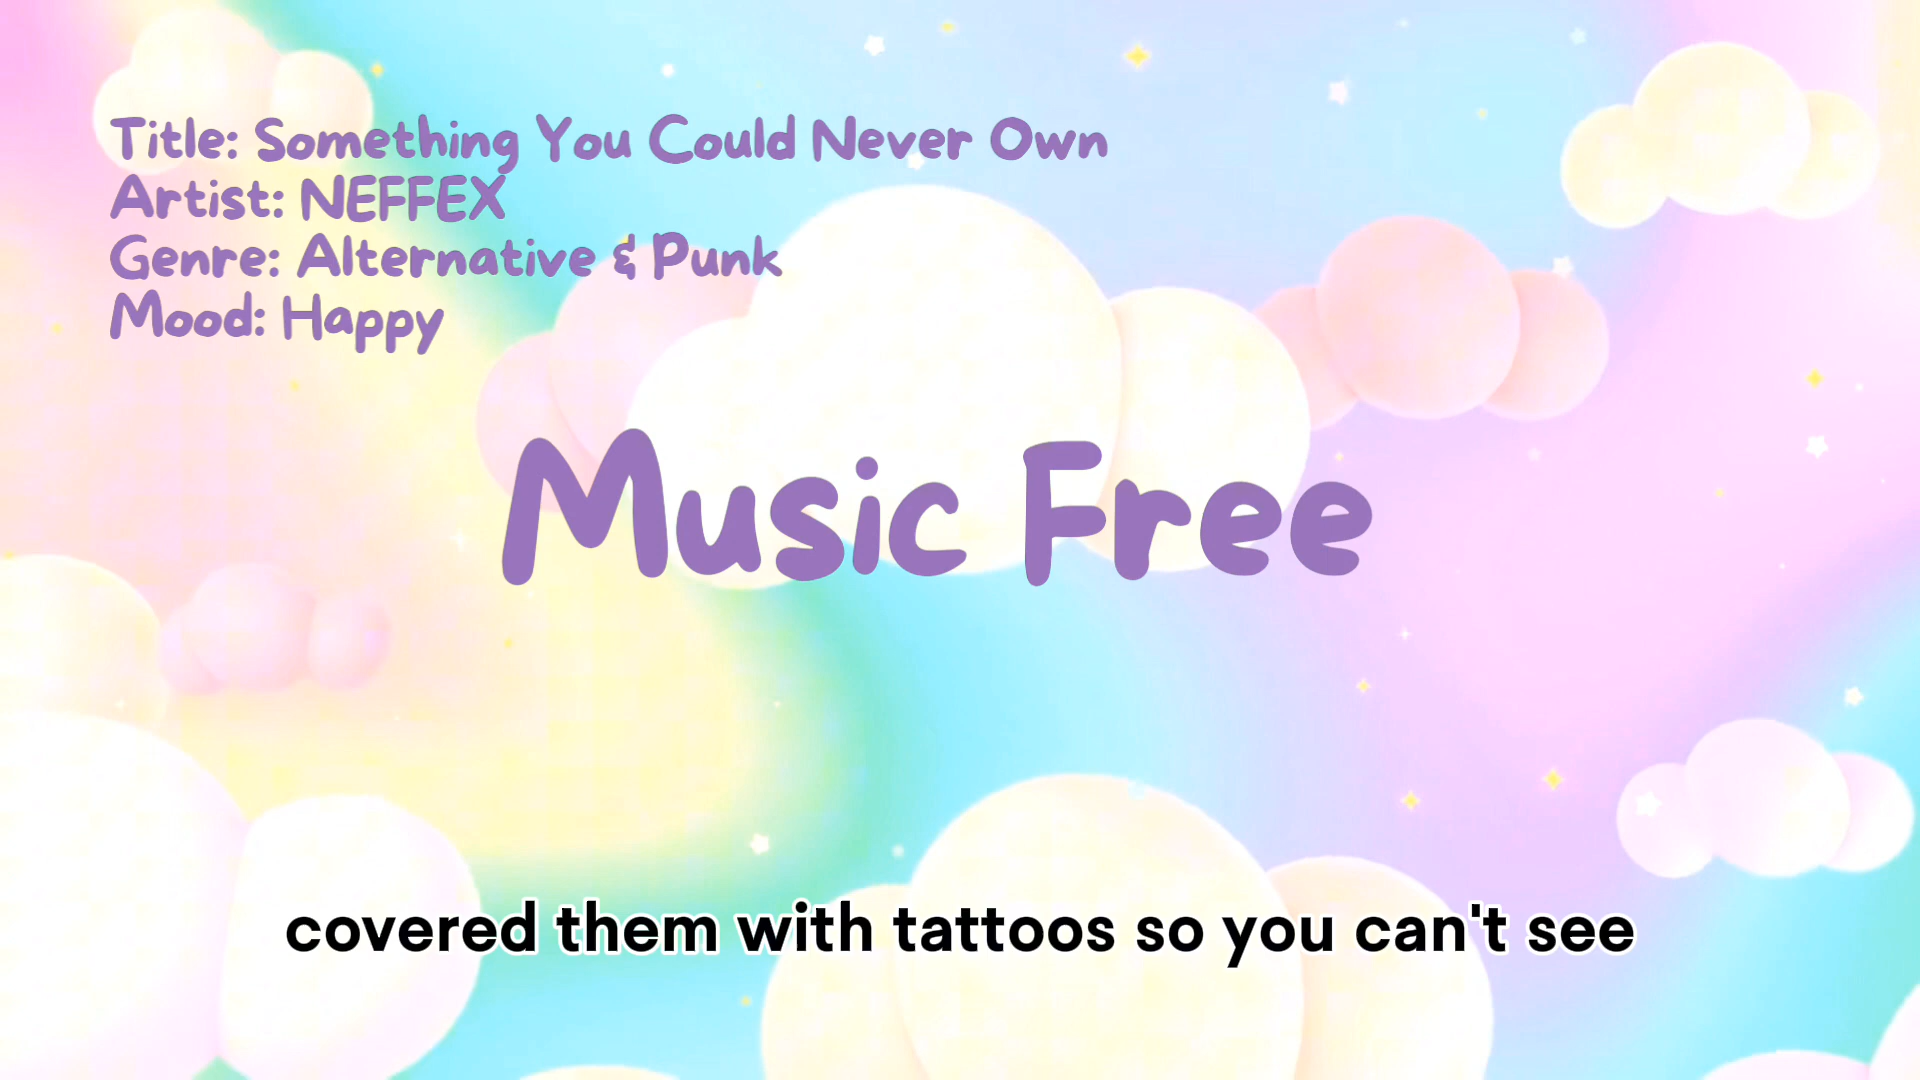 Title: Something You Could Never Own
Artist: NEFFEX
Genre: Alternative & Punk
Mood: Happy
Music Free
covered them with tattoos so you can't see